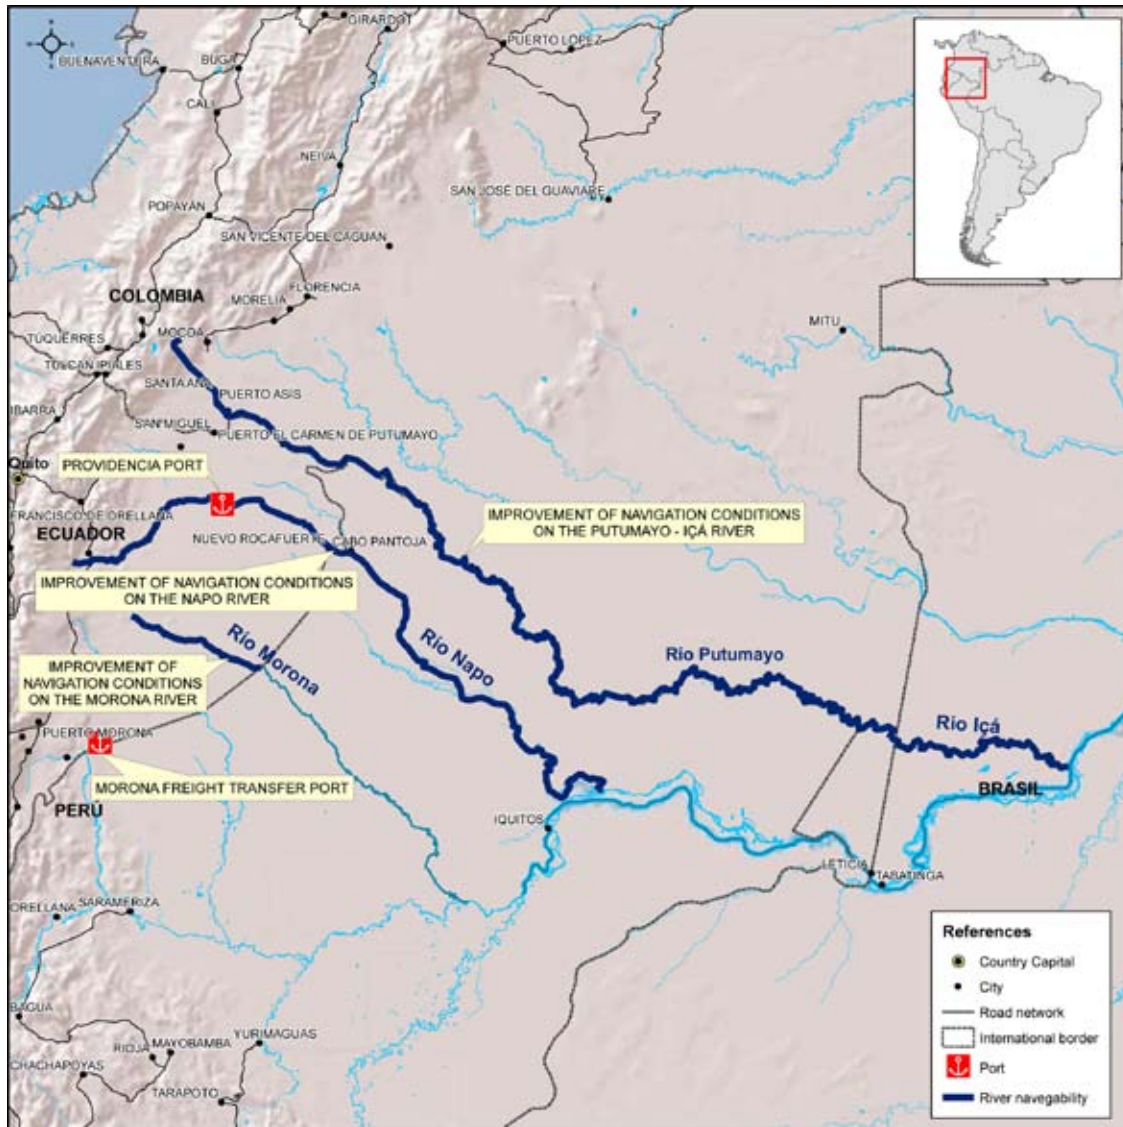 GIRARDOT
PUERTO LÓPEZ
BUENAVENTURA
BUGA
CALI
NEIVA
SAN JOSÉ DEL GUAVIARE
POPAYÁN
SAN VICENTE DEL CAGUAN
FLORENCIA
COLOMBIA
MORELIA
MITU
MOCOA
TÚQUERRES
TULCAN IPIALES
SANTA ANA
PUERTO ASIS
IBARRA
SAN MIGUEL
PUERTO EL CARMEN DE PUTUMAYO
Quito
PROVIDENCIA PORT
FRANCISCO DE ORELLANA
IMPROVEMENT OF NAVIGATION CONDITIONS
ON THE PUTUMAYO - IÇÁ RIVER
ECUADOR
NUEVO ROCAFUERTE
CABO PANTOJA
IMPROVEMENT OF NAVIGATION CONDITIONS
ON THE NAPO RIVER
Río Morona
Río Napo
Río Putumayo
IMPROVEMENT OF
NAVIGATION CONDITIONS
ON THE MORONA RIVER
Río Içá
PUERTO MORONA
MORONA FREIGHT TRANSFER PORT
BRASIL
PERÚ
IQUITOS
LETICIA
TABATINGA
ORELLANA
SARAMERIZA
BAGUA
YURIMAGUAS
MAYOBAMBA
RIOJA
CHACHAPOYAS
TARAPOTO
References
Country Capital
City
Road network
International border
Port
River navegability